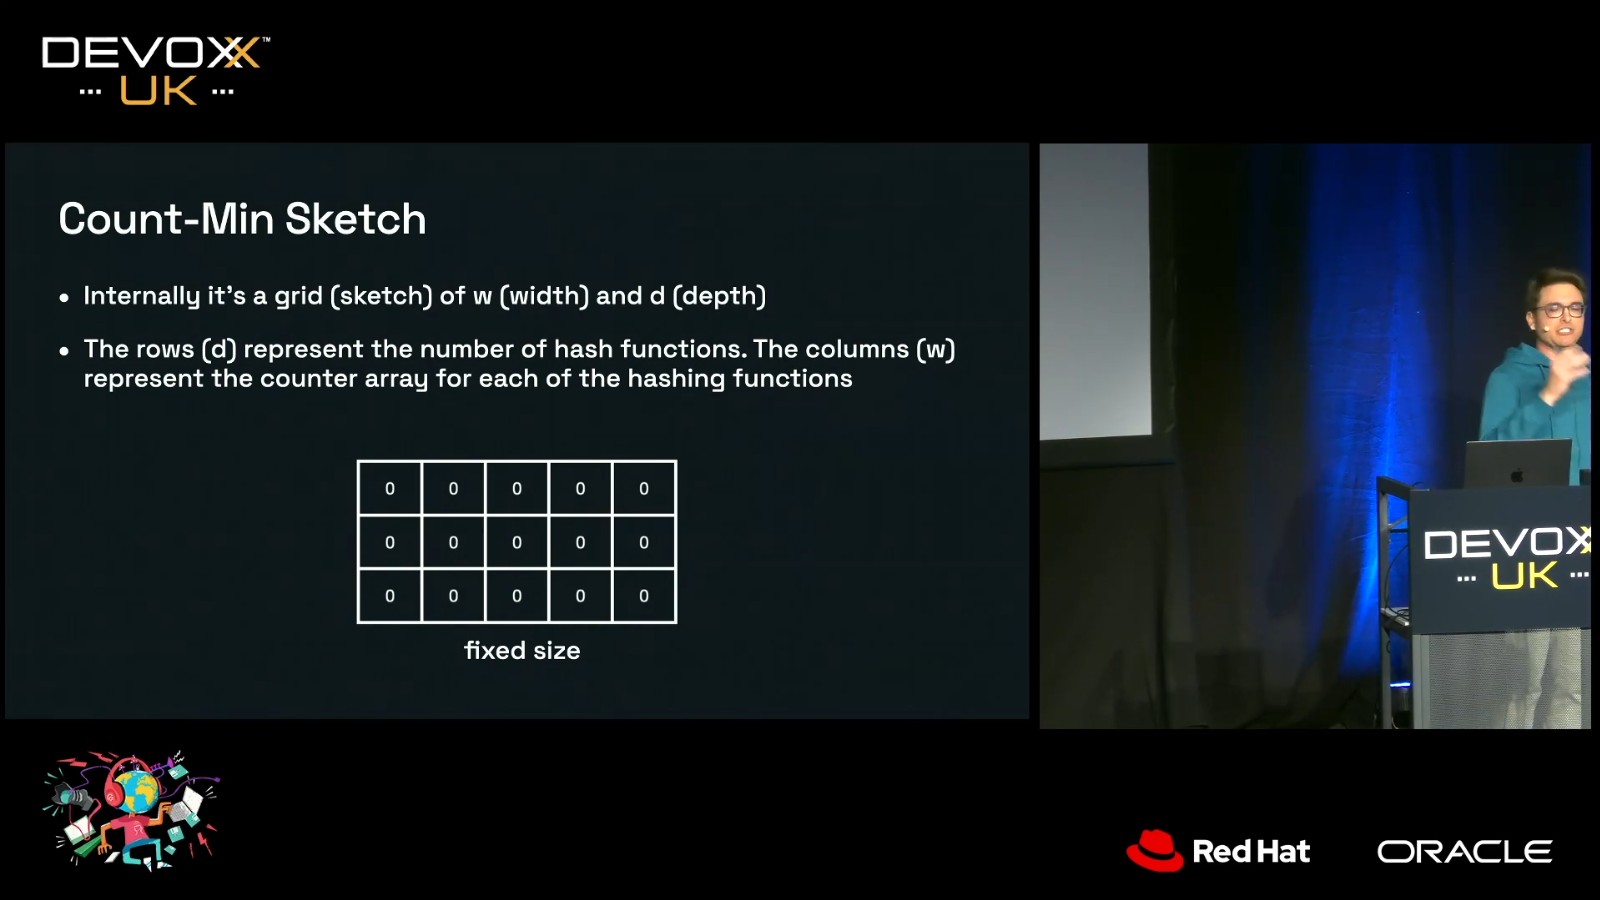 DEVOXX™
UK
Count-Min Sketch
• Internally it's a grid (sketch) of w (width) and d (depth)
• The rows (d) represent the number of hash functions. The columns (w)
represent the counter array for each of the hashing functions
0 0 0 0 0
0 0 0 0 0
0 0 0 0 0
fixed size
DEVOXX
UK
Red Hat
ORACLE